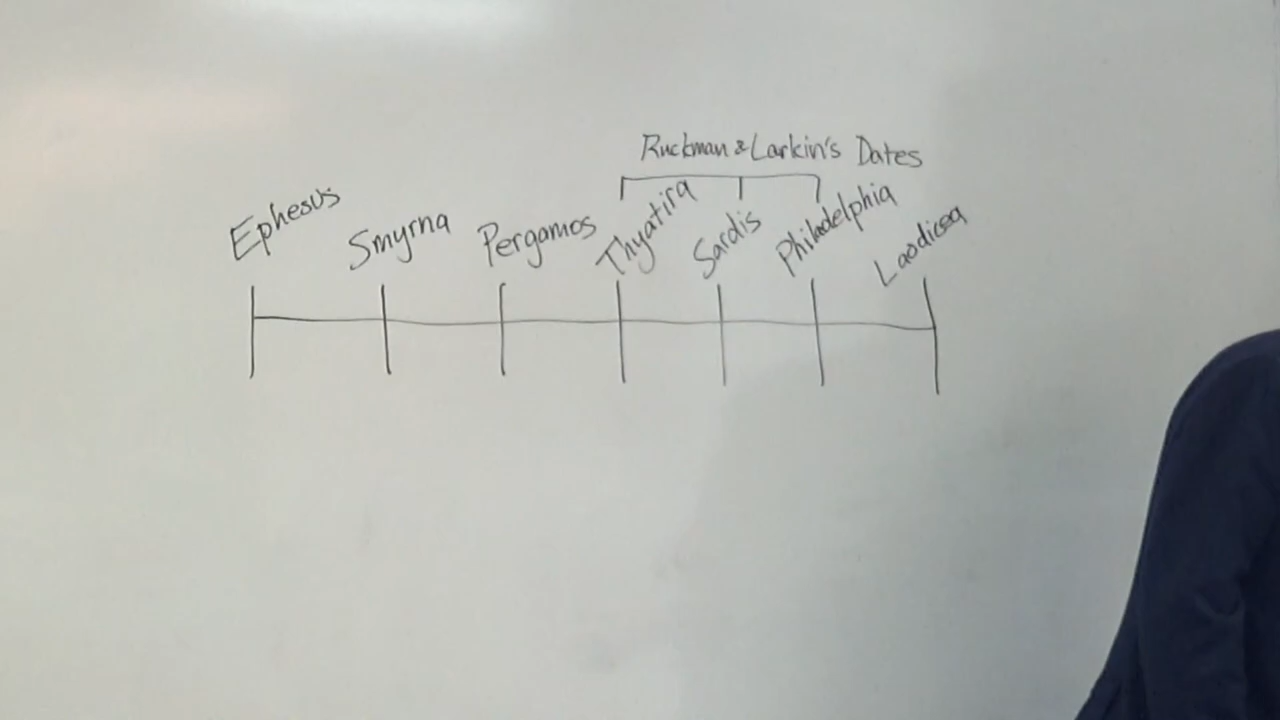 Ruckman & Larkin's Dates
Ephesus Smyrna Pergamos Thyatira Sardis Philadelphia Laodicea